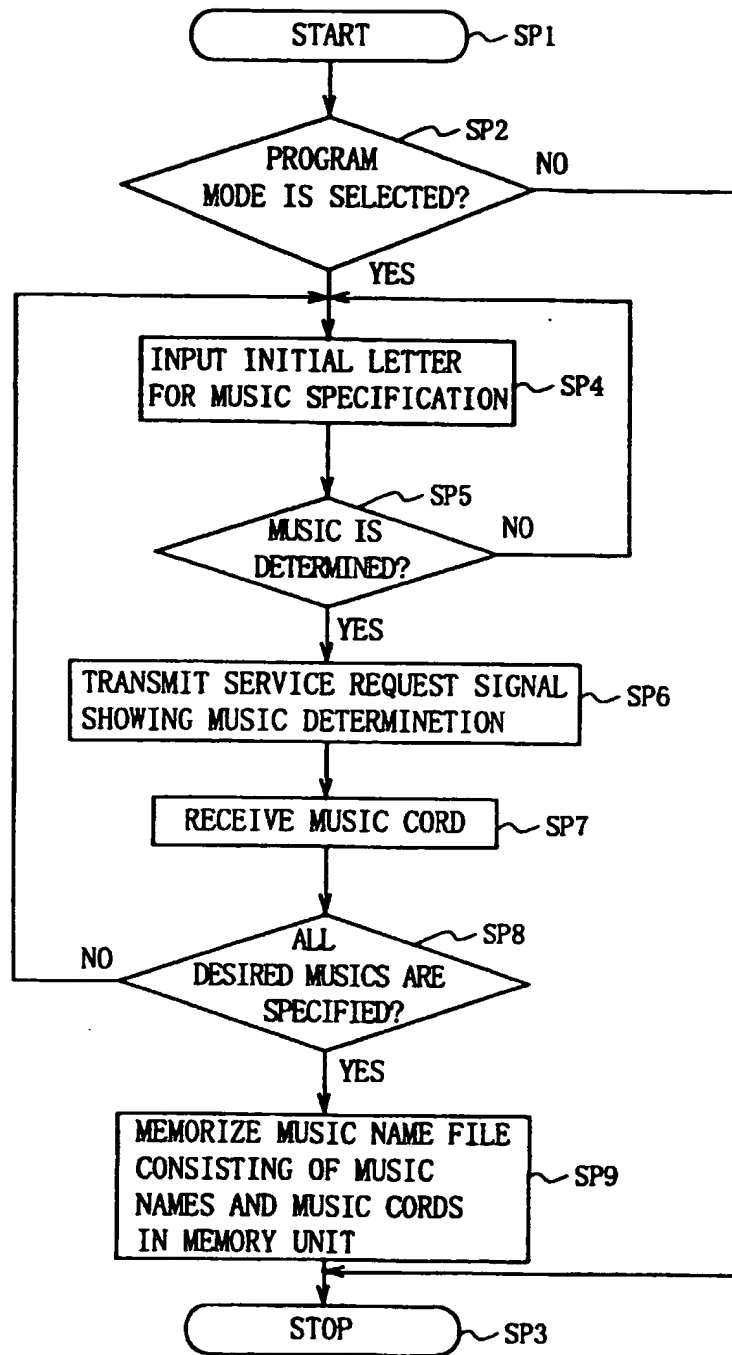 START
SP1
SP2
PROGRAM
MODE IS SELECTED?
NO
YES
INPUT INITIAL LETTER
FOR MUSIC SPECIFICATION
SP4
SP5
MUSIC IS
DETERMINED?
NO
YES
TRANSMIT SERVICE REQUEST SIGNAL
SHOWING MUSIC DETERMINETION
SP6
RECEIVE MUSIC CORD
SP7
SP8
ALL
DESIRED MUSICS ARE
SPECIFIED?
NO
YES
MEMORIZE MUSIC NAME FILE
CONSISTING OF MUSIC
NAMES AND MUSIC CORDS
IN MEMORY UNIT
SP9
STOP
SP3